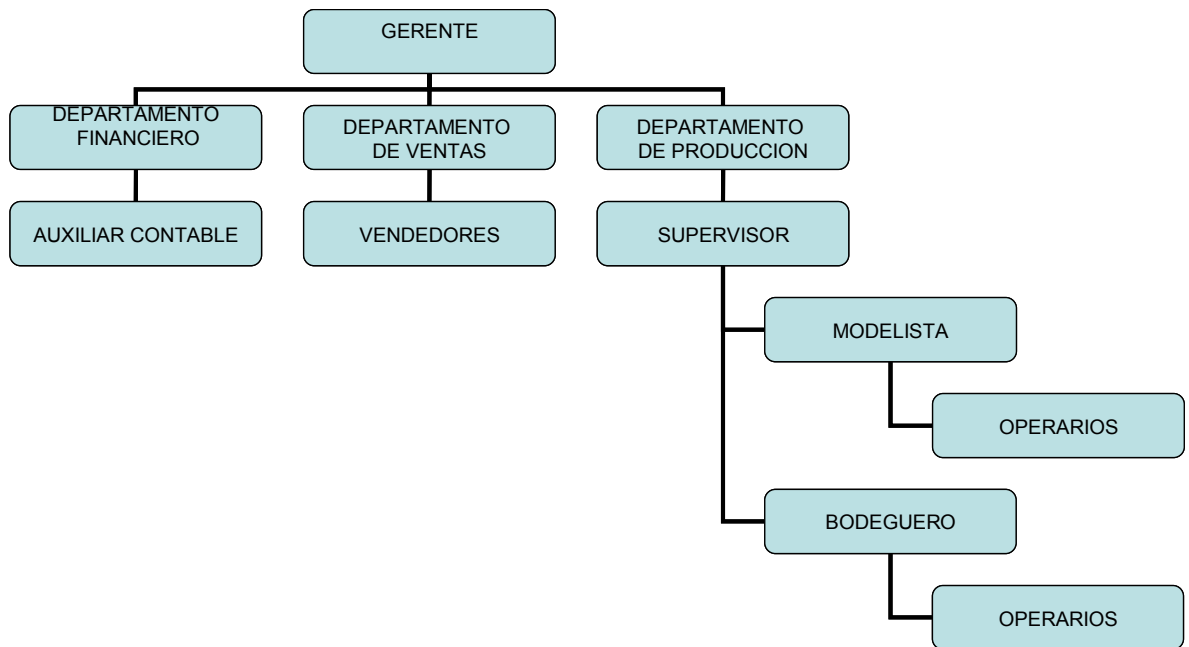 GERENTE
DEPARTAMENTO
FINANCIERO
DEPARTAMENTO
DE VENTAS
DEPARTAMENTO
DE PRODUCCION
AUXILIAR CONTABLE
VENDEDORES
SUPERVISOR
MODELISTA
OPERARIOS
BODEGUERO
OPERARIOS